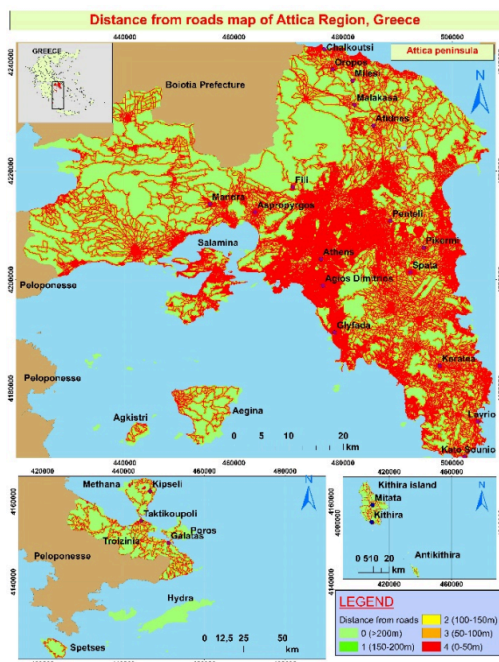 Distance from roads map of Attica Region, Greece
440000 460000 480000 500000
GREECE
Attica peninsula
Chalkoutsi
Oropos
Milesi
Malakasa
Afidnes
Boiotia Prefecture
Fili
Mandra
Aspropyrgos
Penteli
Pikermi
Salamina
Athens
Spata
Agios Dimitrios
Peloponesse
Glyfada
Keratea
Peloponesse
Lavrio
Aegina
Agkistri
Kato Sounio
0 5 10 20
km
4240000
4220000
4200000
4180000
420000 440000 460000 480000 500000
Methana
Kipseli
Taktikoupoli
Poros
Troizinia
Galatas
Peloponesse
Hydra
Spetses
0 12,5 25 50
km
4160000
4140000
420000 460000
Kithira island
Mitata
Kithira
Antikithira
0 5 10 20
km
4000000
420000
LEGEND
Distance from roads
0 (>200m)
1 (150-200m)
2 (100-150m)
3 (50-100m)
4 (0-50m)